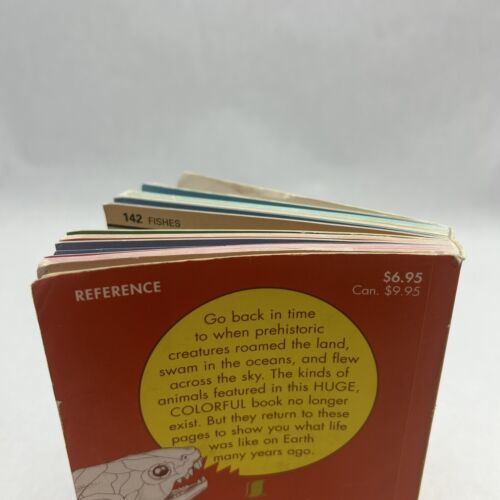 142 FISHES
$6.95
REFERENCE
Can. $9.95
Go back in time
to when prehistoric
creatures roamed the land,
swam in the oceans, and flew
across the sky. The kinds of
animals featured in this HUGE,
COLORFUL book no longer
exist. But they return to these
pages to show you what life
was like on Earth
many years ago.